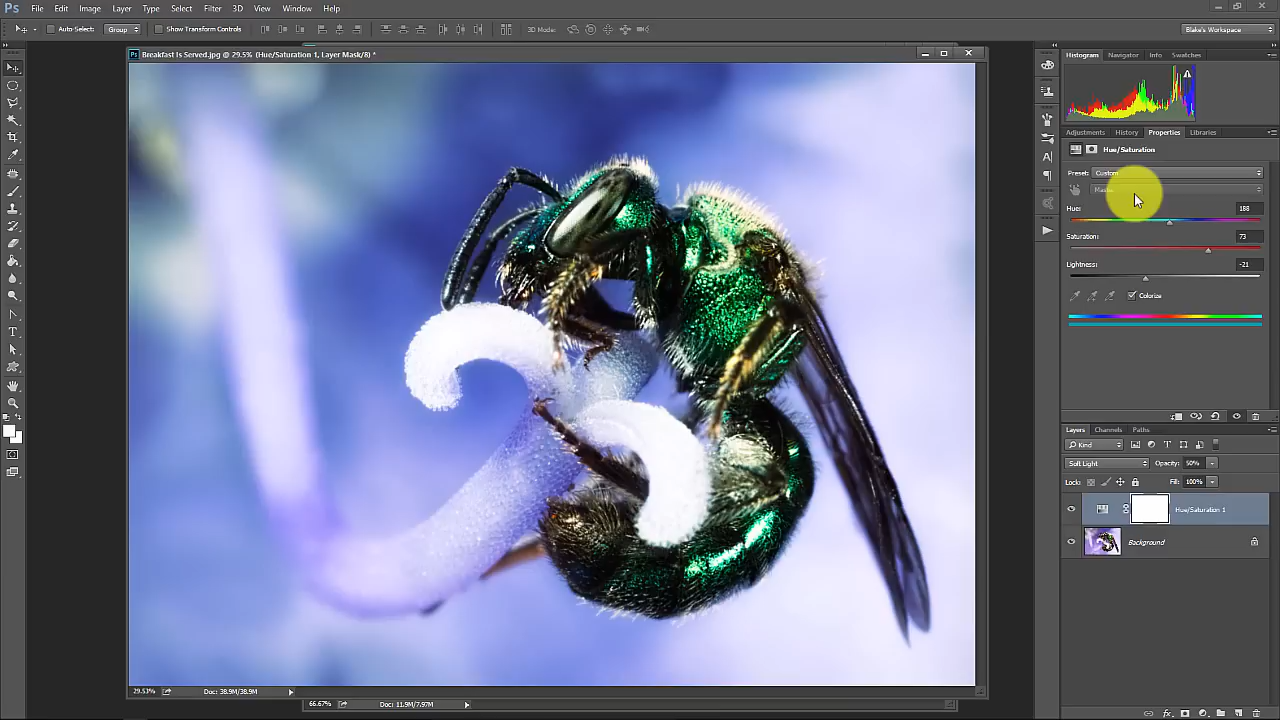 Ps File Edit Image Layer Type Select Filter 3D View Window Help
Auto-Select: Group Show Transform Controls 3D Mode: Blake's Workspace
Breakfast Is Served.jpg @ 29.5% (Hue/Saturation 1, Layer Mask/8) *
Histogram Navigator Info Swatches
Adjustments History Properties Libraries
Hue/Saturation
Preset: Custom
Master
Hue: 188
Saturation: 73
Lightness: -21
Colorize
Layers Channels Paths
Kind
Soft Light Opacity: 50%
Lock: Fill: 100%
Hue/Saturation 1
Background
29.53% Doc: 38.9M/38.9M
66.67% Doc: 11.9M/7.97M